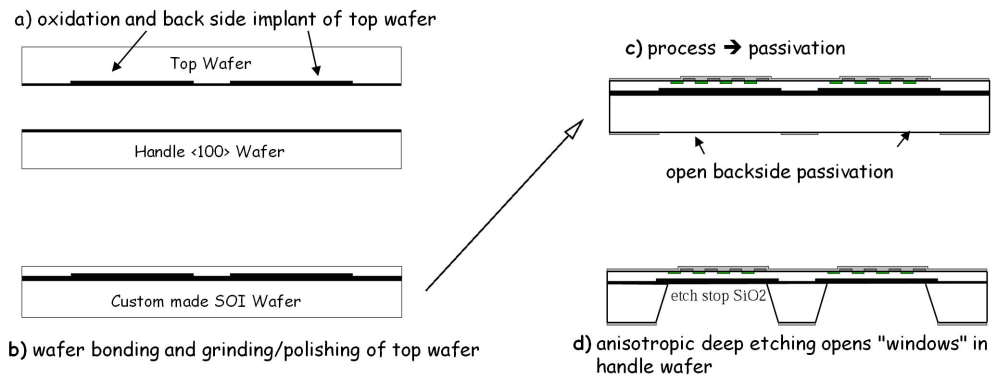 a) oxidation and back side implant of top wafer
Top Wafer
Handle <100> Wafer
Custom made SOI Wafer
b) wafer bonding and grinding/polishing of top wafer
c) process ➔ passivation
open backside passivation
etch stop SiO2
d) anisotropic deep etching opens "windows" in
handle wafer